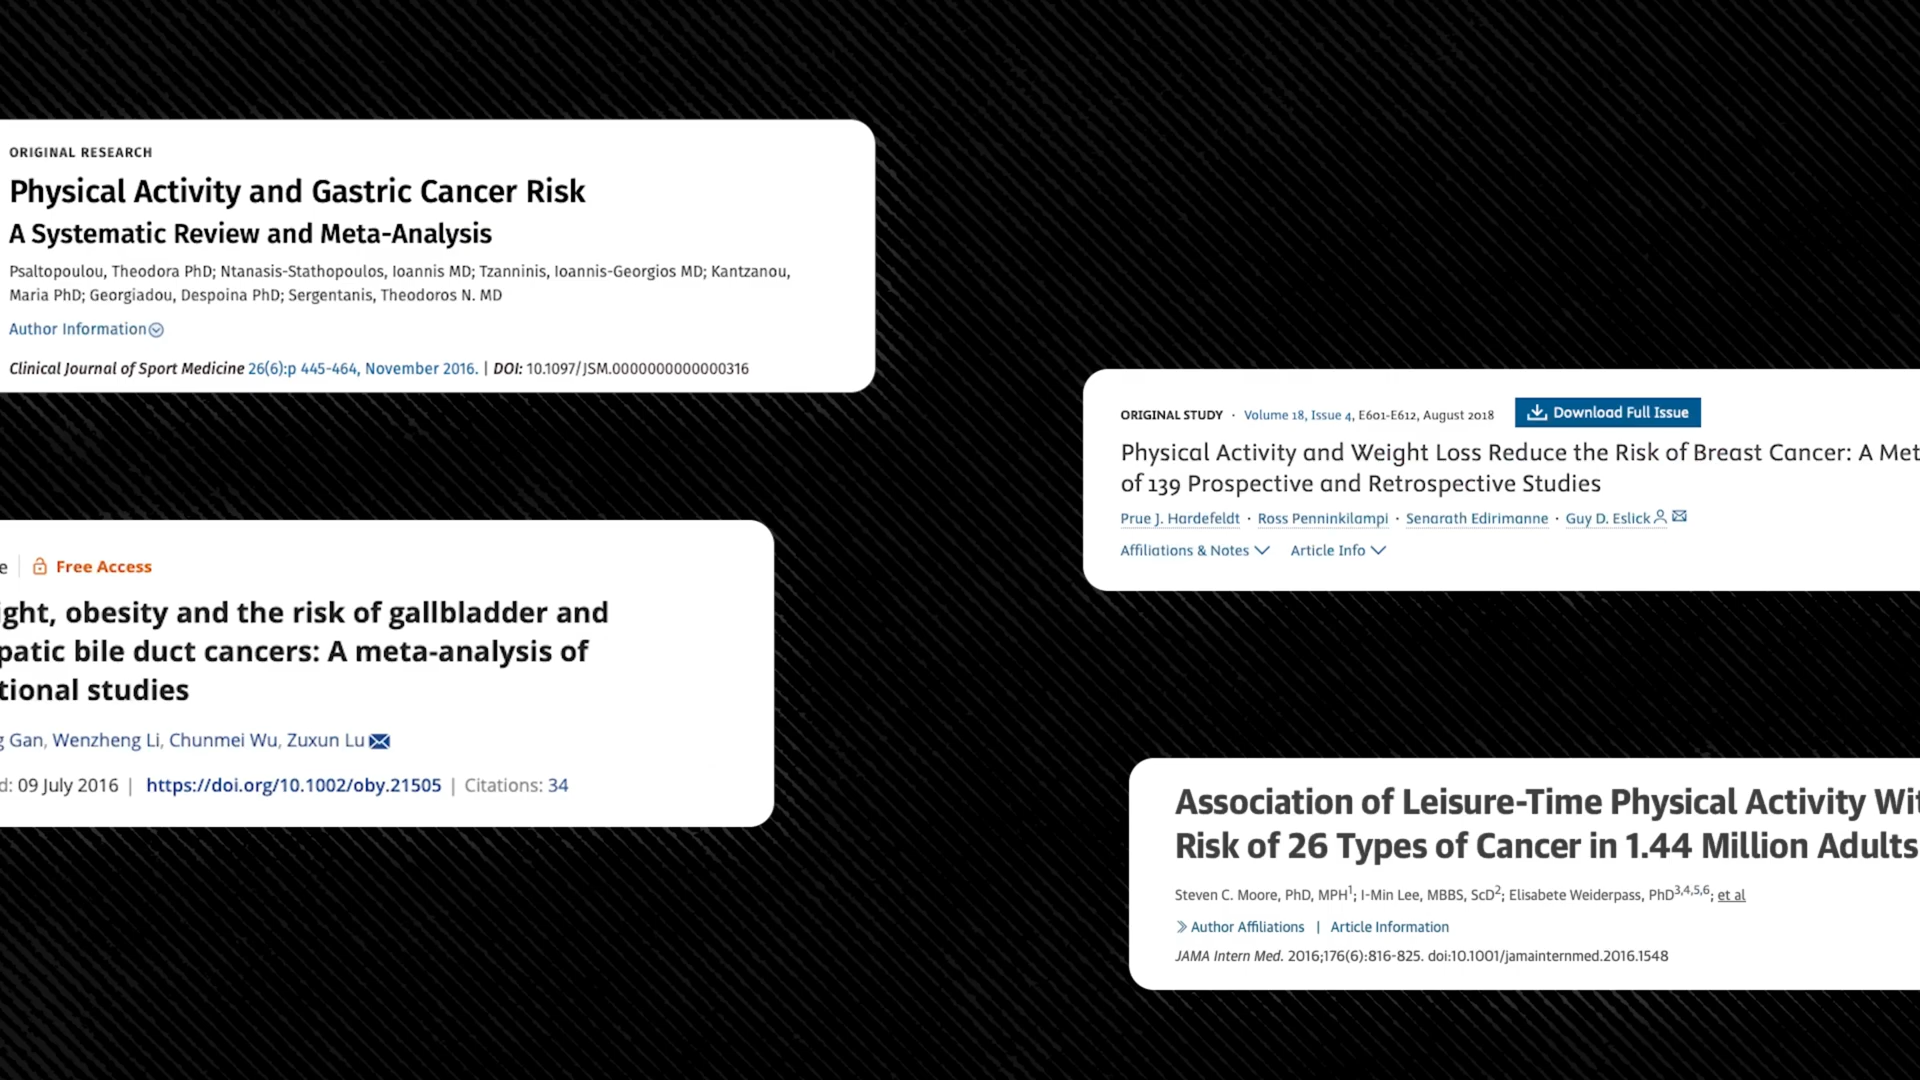 ORIGINAL RESEARCH
Physical Activity and Gastric Cancer Risk
A Systematic Review and Meta-Analysis
Psaltopoulou, Theodora PhD; Ntanasis-Stathopoulos, Ioannis MD; Tzanninis, Ioannis-Georgios MD; Kantzanou,
Maria PhD; Georgiadou, Despoina PhD; Sergentanis, Theodoros N. MD
Author Information
Clinical Journal of Sport Medicine 26(6):p 445-464, November 2016. | DOI: 10.1097/JSM.0000000000000316
e | Free Access
ight, obesity and the risk of gallbladder and
patic bile duct cancers: A meta-analysis of
tional studies
g Gan, Wenzheng Li, Chunmei Wu, Zuxun Lu
d: 09 July 2016 | https://doi.org/10.1002/oby.21505 | Citations: 34
ORIGINAL STUDY · Volume 18, Issue 4, E601-E612, August 2018 Download Full Issue
Physical Activity and Weight Loss Reduce the Risk of Breast Cancer: A Met
of 139 Prospective and Retrospective Studies
Prue J. Hardefeldt · Ross Penninkilampi · Senarath Edirimanne · Guy D. Eslick
Affiliations & Notes Article Info
Association of Leisure-Time Physical Activity Wit
Risk of 26 Types of Cancer in 1.44 Million Adults
Steven C. Moore, PhD, MPH1; I-Min Lee, MBBS, ScD2; Elisabete Weiderpass, PhD3,4,5,6; et al
Author Affiliations | Article Information
JAMA Intern Med. 2016;176(6):816-825. doi:10.1001/jamainternmed.2016.1548